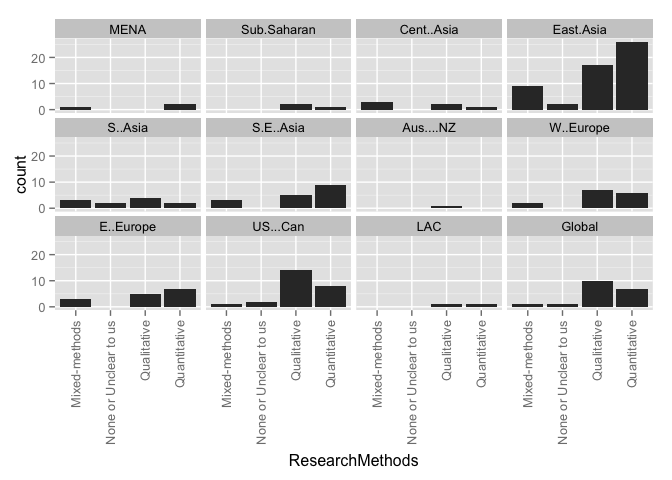 MENA Sub.Saharan Cent..Asia East.Asia
20
10
0
S..Asia S.E..Asia Aus....NZ W..Europe
count
20
10
0
E..Europe US...Can LAC Global
20
10
0
Mixed-methods None or Unclear to us Qualitative Quantitative Mixed-methods None or Unclear to us Qualitative Quantitative Mixed-methods None or Unclear to us Qualitative Quantitative Mixed-methods None or Unclear to us Qualitative Quantitative
ResearchMethods